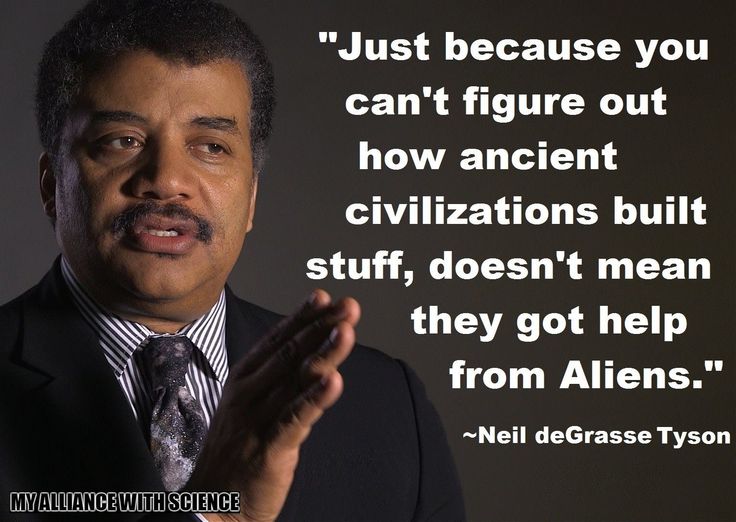 "Just because you
can't figure out
how ancient
civilizations built
stuff, doesn't mean
they got help
from Aliens."
~Neil deGrasse Tyson
MY ALLIANCE WITH SCIENCE